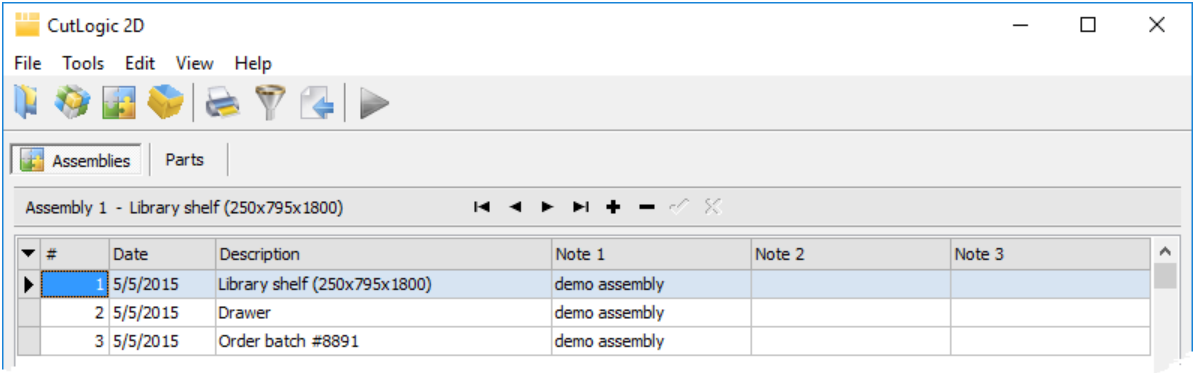 CutLogic 2D
File Tools Edit View Help
Assemblies Parts
Assembly 1 - Library shelf (250x795x1800)
# Date Description Note 1 Note 2 Note 3
1 5/5/2015 Library shelf (250x795x1800) demo assembly
2 5/5/2015 Drawer demo assembly
3 5/5/2015 Order batch #8891 demo assembly